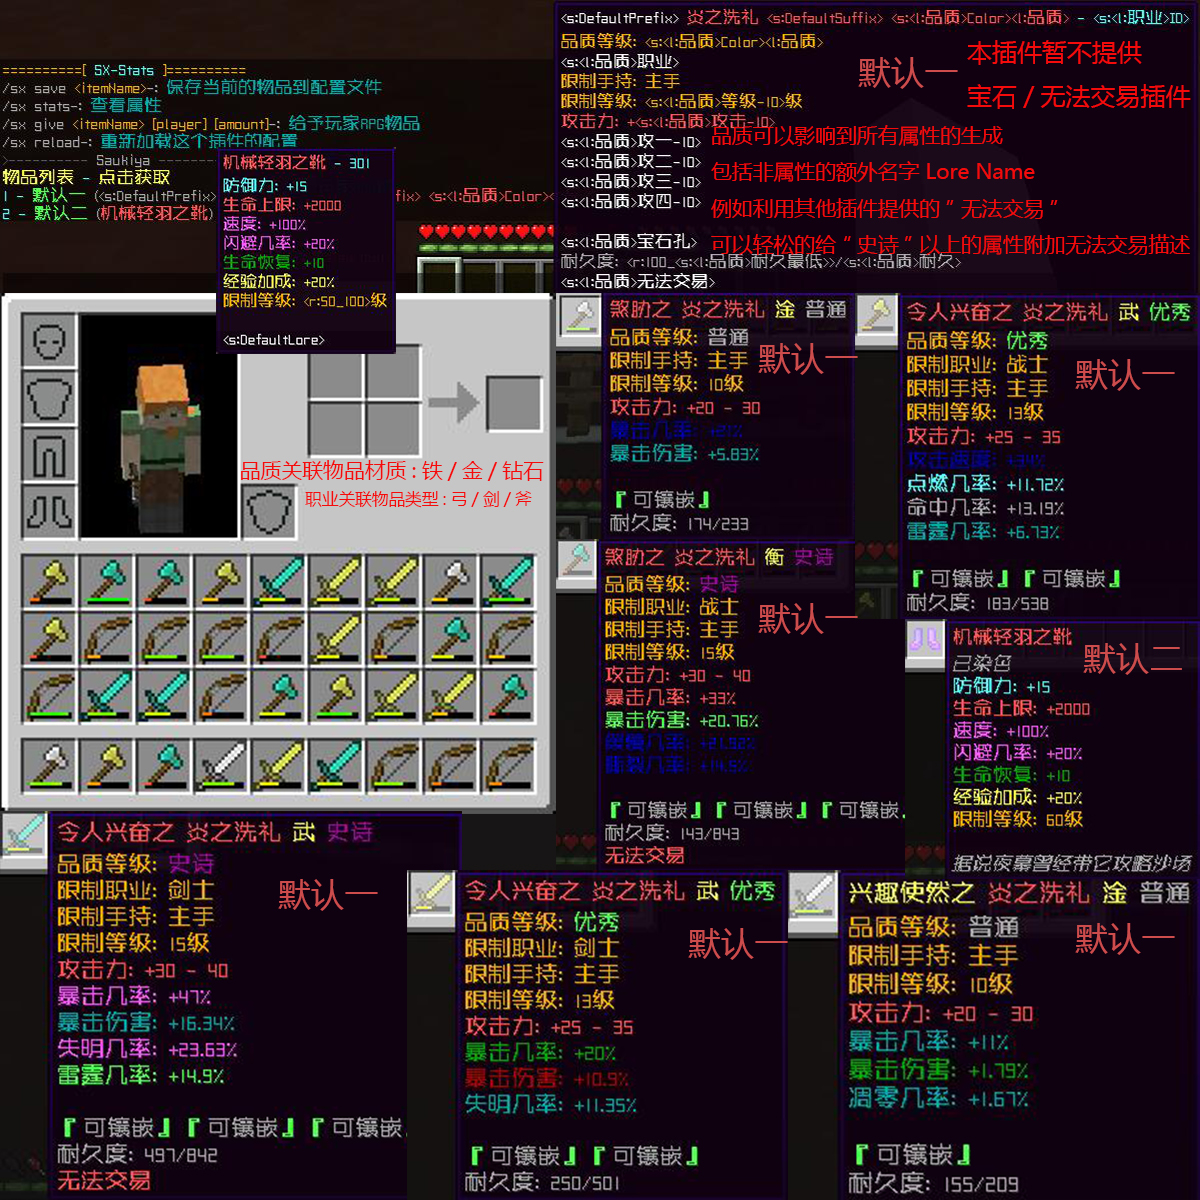 ==========[ SX-Stats ]==========
/sx save <itemName>-: 保存当前的物品到配置文件
/sx stats-: 查看属性
/sx give <itemName> [player] [amount]-: 给予玩家RPG物品
/sx reload-: 重新加载这个插件的配置
>---------- Saukiya -------
物品列表 - 点击获取
1 - 默认一 (<s:DefaultPrefix>
fix> <s:<l:品质>Color><
2 - 默认二 (机械轻羽之靴)
机械轻羽之靴 - 301
防御力: +15
生命上限: +2000
速度: +100%
闪避几率: +20%
生命恢复: +10
经验加成: +20%
限制等级: <r:50_100>级
<s:DefaultLore>
<s:DefaultPrefix> 炎之洗礼 <s:DefaultSuffix> <s:<l:品质>Color><l:品质> - <s:<l:职业>ID>
品质等级: <s:<l:品质>Color><l:品质>
<s:<l:品质>职业>
限制手持: 主手
限制等级: <s:<l:品质>等级-10>级
攻击力: +<s:<l:品质>攻击-10>
<s:<l:品质>攻一-10>
<s:<l:品质>攻二-10>
<s:<l:品质>攻三-10>
<s:<l:品质>攻四-10>
<s:<l:品质>宝石孔>
耐久度: <r:100_<s:<l:品质>耐久最低>>/<s:<l:品质>耐久>
<s:<l:品质>无法交易>
默认一
本插件暂不提供
宝石 / 无法交易插件
品质可以影响到所有属性的生成
包括非属性的额外名字 Lore Name
例如利用其他插件提供的 " 无法交易 "
可以轻松的给 " 史诗 " 以上的属性附加无法交易描述
品质关联物品材质 : 铁 / 金 / 钻石
职业关联物品类型 : 弓 / 剑 / 斧
煞助之 炎之洗礼 淦 普通
品质等级: 普通
限制手持: 主手
限制等级: 10级
攻击力: +20 - 30
暴击几率: +21%
暴击伤害: +5.83%
『 可镶嵌 』
耐久度: 174/233
默认一
令人兴奋之 炎之洗礼 武 优秀
品质等级: 优秀
限制职业: 战士
限制手持: 主手
限制等级: 13级
攻击力: +25 - 35
攻击速度: +34%
点燃几率: +11.72%
命中几率: +13.19%
雷霆几率: +6.73%
『 可镶嵌 』『 可镶嵌 』
耐久度: 183/538
默认一
煞助之 炎之洗礼 衡 史诗
品质等级: 史诗
限制职业: 战士
限制手持: 主手
限制等级: 15级
攻击力: +30 - 40
暴击几率: +33%
暴击伤害: +20.76%
撕裂几率: +14.5%
『 可镶嵌 』『 可镶嵌 』『 可镶嵌
耐久度: 143/843
无法交易
默认一
机械轻羽之靴
已染色
防御力: +15
生命上限: +2000
速度: +100%
闪避几率: +20%
生命恢复: +10
经验加成: +20%
限制等级: 60级
据说夜幕曾经带它攻略沙场
默认二
令人兴奋之 炎之洗礼 武 史诗
品质等级: 史诗
限制职业: 剑士
限制手持: 主手
限制等级: 15级
攻击力: +30 - 40
暴击几率: +47%
暴击伤害: +16.34%
失明几率: +23.63%
雷霆几率: +14.9%
『 可镶嵌 』『 可镶嵌 』『 可镶嵌
耐久度: 497/842
无法交易
默认一
令人兴奋之 炎之洗礼 武 优秀
品质等级: 优秀
限制职业: 剑士
限制手持: 主手
限制等级: 13级
攻击力: +25 - 35
暴击几率: +20%
暴击伤害: +10.9%
失明几率: +11.35%
『 可镶嵌 』『 可镶嵌 』
耐久度: 250/501
默认一
兴趣使然之 炎之洗礼 淦 普通
品质等级: 普通
限制手持: 主手
限制等级: 10级
攻击力: +20 - 30
暴击几率: +11%
暴击伤害: +1.79%
凋零几率: +1.67%
『 可镶嵌 』
耐久度: 155/209
默认一